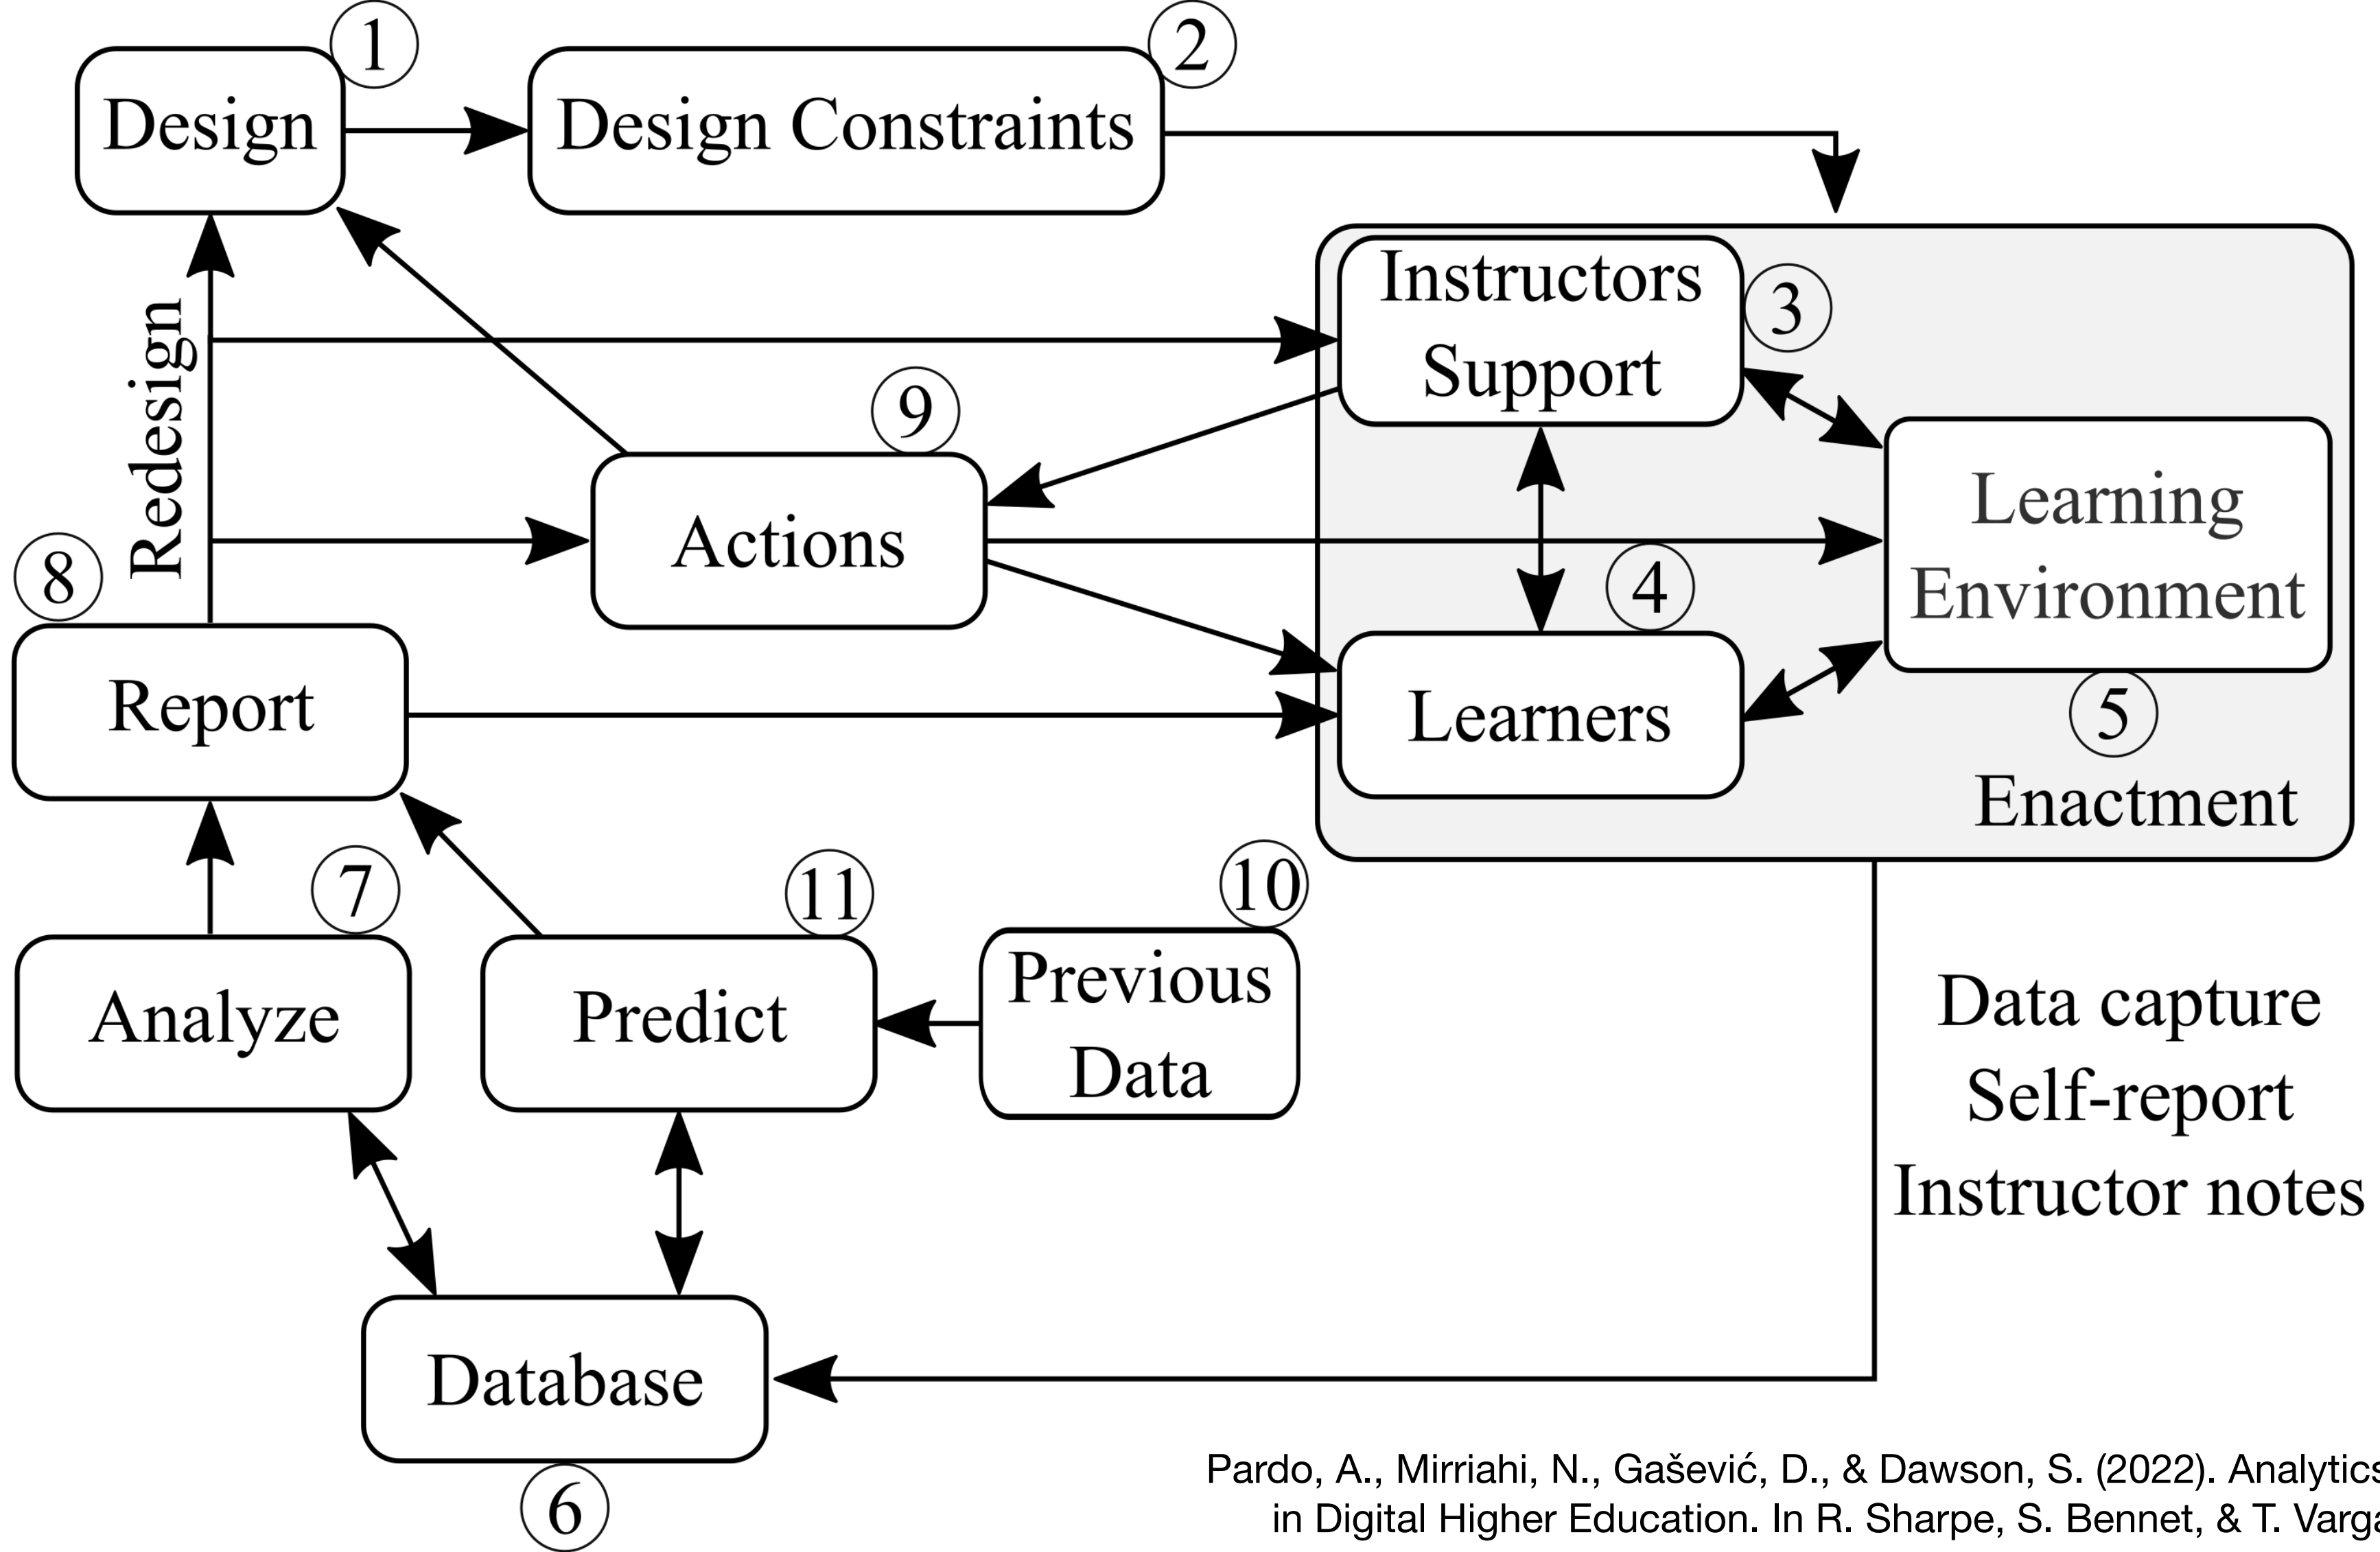 1
2
Design
Design Constraints
Instructors
Support
3
Redesign
9
Learning
Environment
Actions
8
4
Report
Learners
5
Enactment
7
11
10
Analyze
Predict
Previous
Data
Data capture
Self-report
Instructor notes
Database
6
Pardo, A., Mirriahi, N., Gašević, D., & Dawson, S. (2022). Analytics
in Digital Higher Education. In R. Sharpe, S. Bennet, & T. Varga